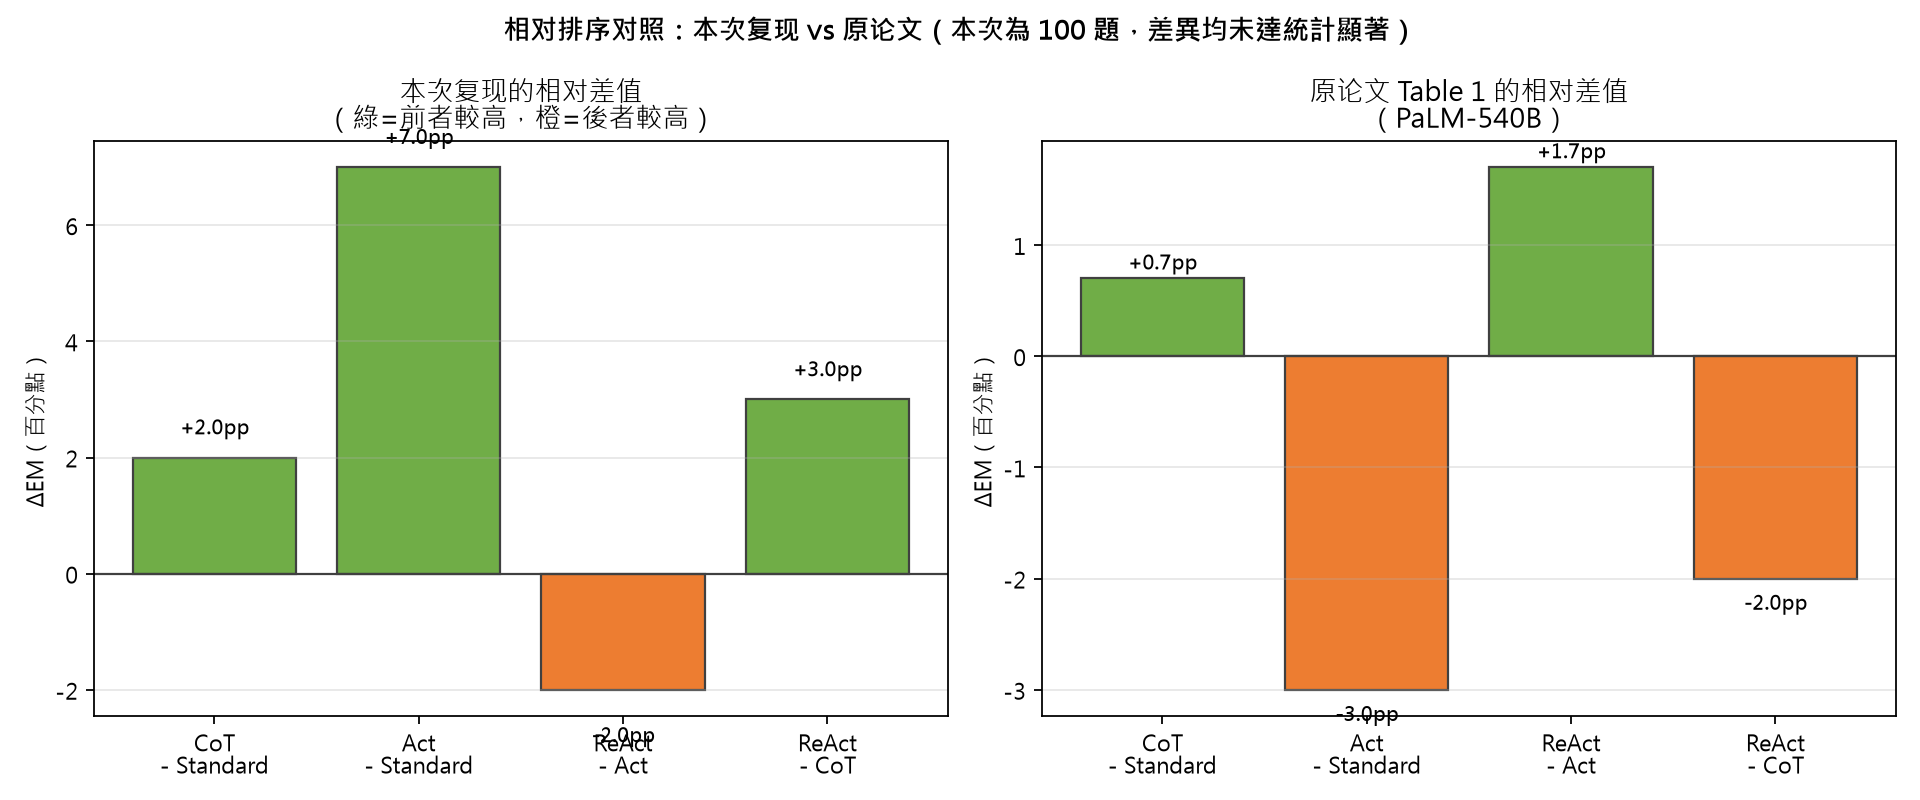 相对排序对照：本次复现 vs 原论文（本次為 100 題，差異均未達統計顯著）
本次复现的相对差值
（綠=前者較高，橙=後者較高）
+7.0pp
+2.0pp
+3.0pp
-2.0pp
6
4
2
0
-2
ΔEM（百分點）
CoT
- Standard
Act
- Standard
ReAct
- Act
ReAct
- CoT
原论文 Table 1 的相对差值
（PaLM-540B）
+1.7pp
+0.7pp
-2.0pp
-3.0pp
1
0
-1
-2
-3
ΔEM（百分點）
CoT
- Standard
Act
- Standard
ReAct
- Act
ReAct
- CoT